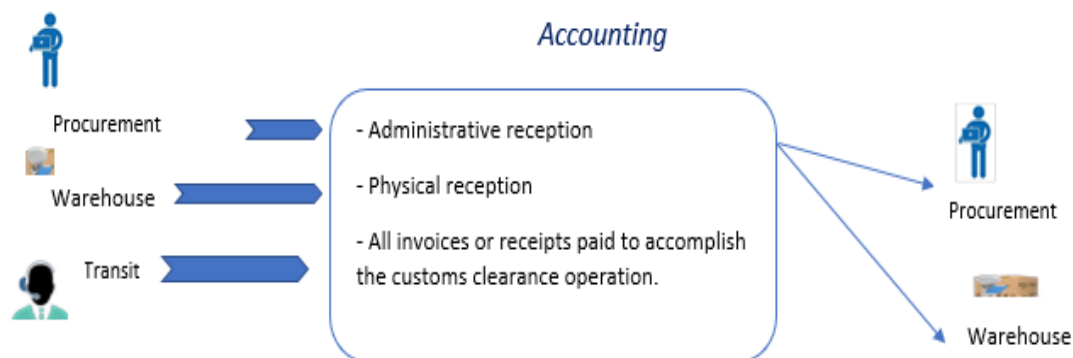 Accounting
Procurement
Warehouse
Transit
- Administrative reception
- Physical reception
- All invoices or receipts paid to accomplish
the customs clearance operation.
Procurement
Warehouse